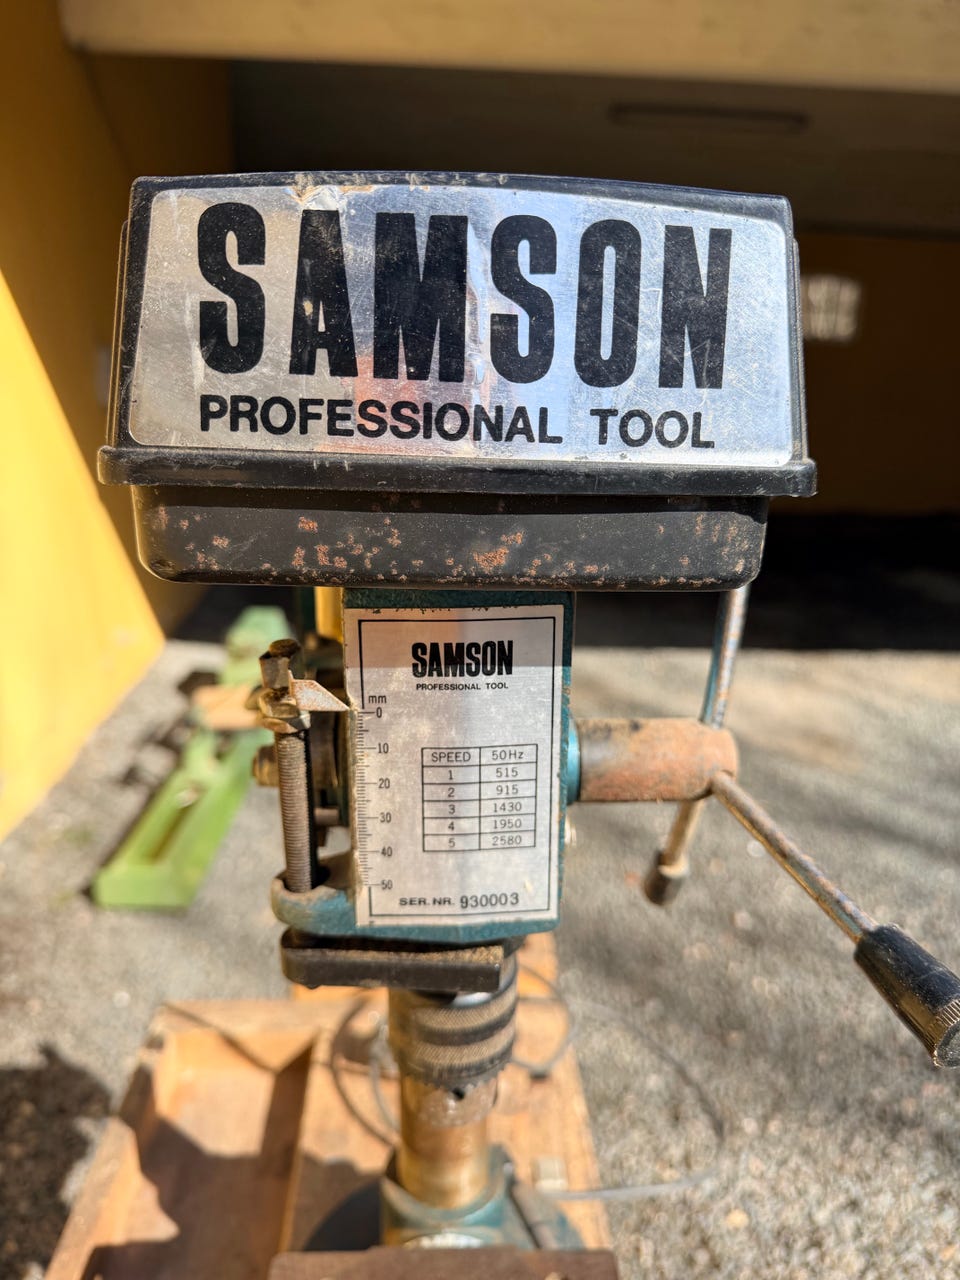 SAMSON
PROFESSIONAL TOOL
SAMSON
PROFESSIONAL TOOL
mm
0
10
20
30
40
50
SPEED 50Hz
1 515
2 915
3 1430
4 1950
5 2580
SER. NR. 930003